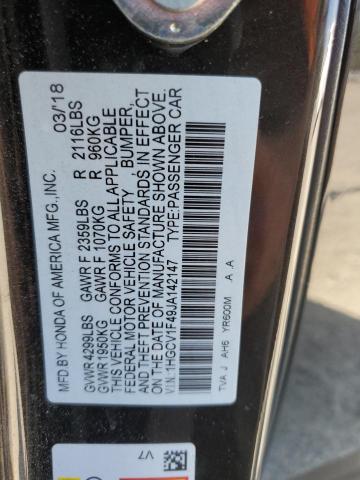 MFD BY HONDA OF AMERICA MFG., INC. 03/18
GVWR 4299LBS GAWR F 2359LBS R 2116LBS
GVWR 1950KG GAWR F 1070KG R 960KG
THIS VEHICLE CONFORMS TO ALL APPLICABLE
FEDERAL MOTOR VEHICLE SAFETY, BUMPER,
AND THEFT PREVENTION STANDARDS IN EFFECT
ON THE DATE OF MANUFACTURE SHOWN ABOVE.
V.I.N.:1HGCV1F49JA142147 TYPE:PASSENGER CAR
TVA J AH6 YR600M A A
V7